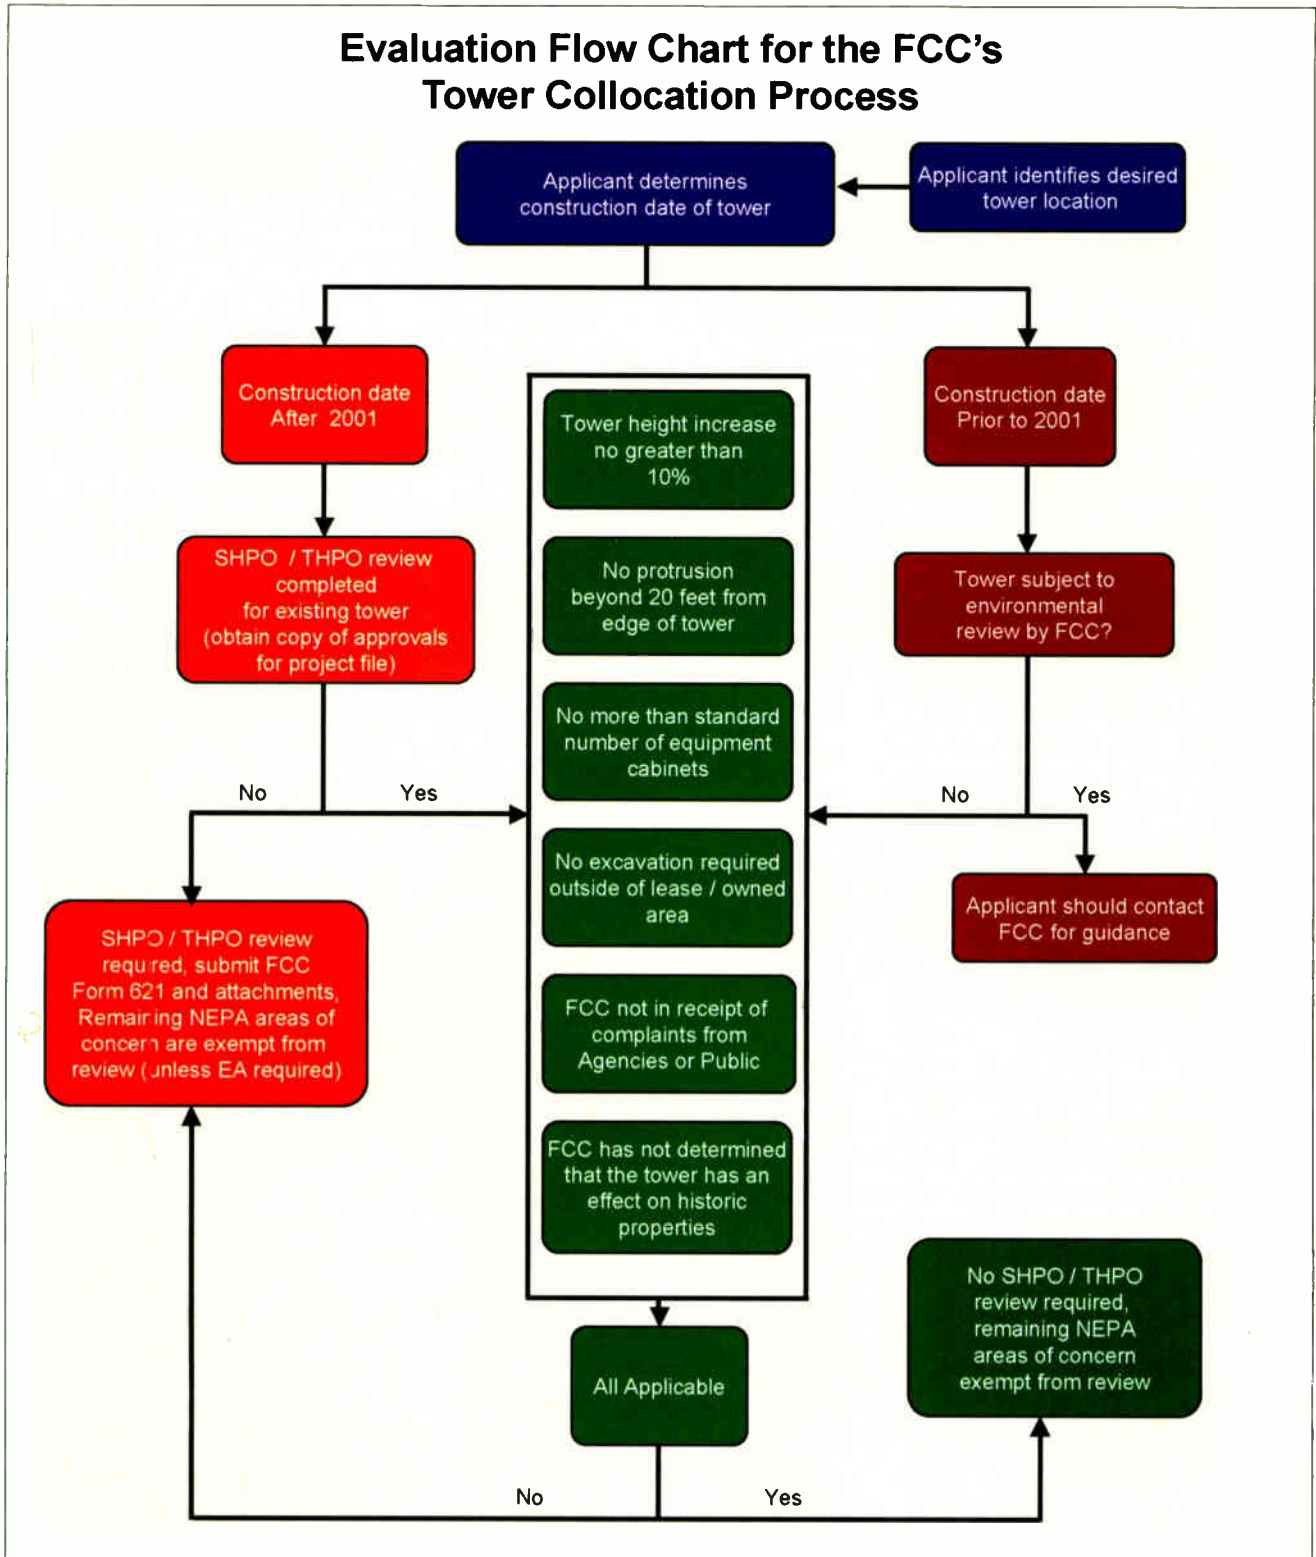 Evaluation Flow Chart for the FCC's
Tower Collocation Process
Applicant determines
construction date of tower
Applicant identifies desired
tower location
Construction date
After 2001
Construction date
Prior to 2001
Tower height increase
no greater than
10%
SHPO / THPO review
completed
for existing tower
(obtain copy of approvals
for project file)
No protrusion
beyond 20 feet from
edge of tower
Tower subject to
environmental
review by FCC?
No more than standard
number of equipment
cabinets
No
Yes
No
Yes
No excavation required
outside of lease / owned
area
SHPO / THPO review
required, submit FCC
Form 621 and attachments,
Remaining NEPA areas of
concern are exempt from
review (unless EA required)
Applicant should contact
FCC for guidance
FCC not in receipt of
complaints from
Agencies or Public
FCC has not determined
that the tower has an
effect on historic
properties
No SHPO / THPO
review required,
remaining NEPA
areas of concern
exempt from review
All Applicable
No
Yes